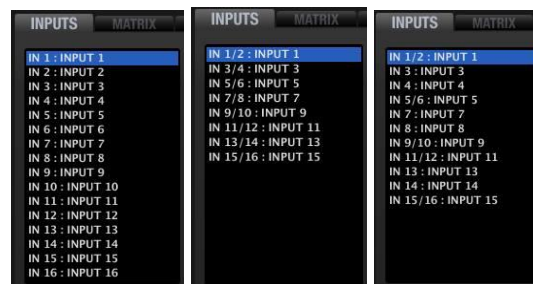 INPUTS MATRIX
IN 1 : INPUT 1
IN 2 : INPUT 2
IN 3 : INPUT 3
IN 4 : INPUT 4
IN 5 : INPUT 5
IN 6 : INPUT 6
IN 7 : INPUT 7
IN 8 : INPUT 8
IN 9 : INPUT 9
IN 10 : INPUT 10
IN 11 : INPUT 11
IN 12 : INPUT 12
IN 13 : INPUT 13
IN 14 : INPUT 14
IN 15 : INPUT 15
IN 16 : INPUT 16
INPUTS MATRIX
IN 1/2 : INPUT 1
IN 3/4 : INPUT 3
IN 5/6 : INPUT 5
IN 7/8 : INPUT 7
IN 9/10 : INPUT 9
IN 11/12 : INPUT 11
IN 13/14 : INPUT 13
IN 15/16 : INPUT 15
INPUTS MATRIX
IN 1/2 : INPUT 1
IN 3 : INPUT 3
IN 4 : INPUT 4
IN 5/6 : INPUT 5
IN 7 : INPUT 7
IN 8 : INPUT 8
IN 9/10 : INPUT 9
IN 11/12 : INPUT 11
IN 13 : INPUT 13
IN 14 : INPUT 14
IN 15/16 : INPUT 15